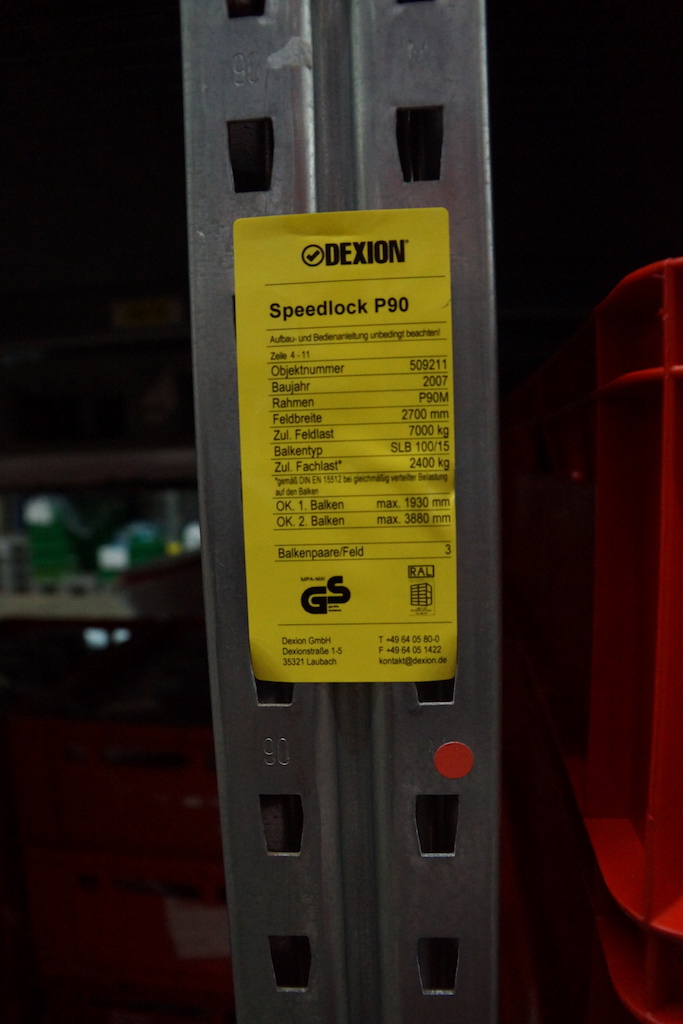 90
M
DEXION
Speedlock P90
Aufbau- und Bedienanleitung unbedingt beachten!
Zeile 4 - 11
Objektnummer 509211
Baujahr 2007
Rahmen P90M
Feldbreite 2700 mm
Zul. Feldlast 7000 kg
Balkentyp SLB 100/15
Zul. Fachlast* 2400 kg
*gemäß DIN EN 15512 bei gleichmäßig verteilter Belastung
auf den Balken
OK. 1. Balken max. 1930 mm
OK. 2. Balken max. 3880 mm
Balkenpaare/Feld 3
MPA-NW
GS
RAL
Dexion GmbH
Dexionstraße 1-5
35321 Laubach
T +49 64 05 80-0
F +49 64 05 1422
kontakt@dexion.de
90